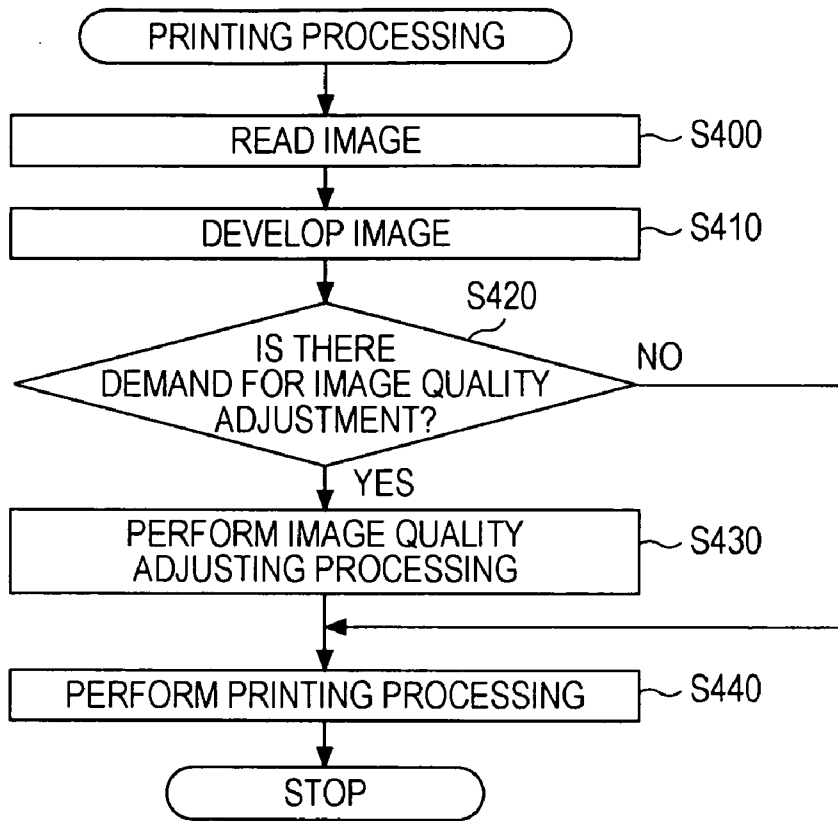 PRINTING PROCESSING
READ IMAGE
S400
DEVELOP IMAGE
S410
S420
IS THERE
DEMAND FOR IMAGE QUALITY
ADJUSTMENT?
NO
YES
PERFORM IMAGE QUALITY
ADJUSTING PROCESSING
S430
PERFORM PRINTING PROCESSING
S440
STOP